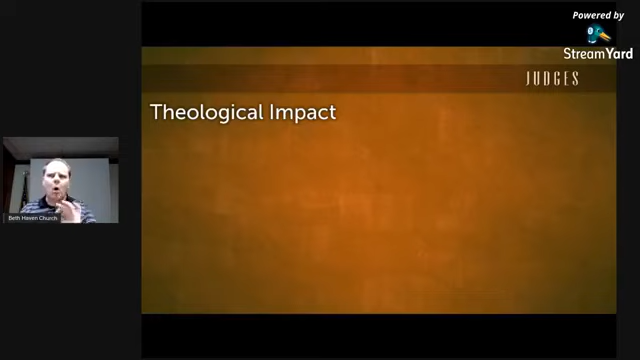 Powered by
StreamYard
JUDGES
Theological Impact
Beth Haven Church